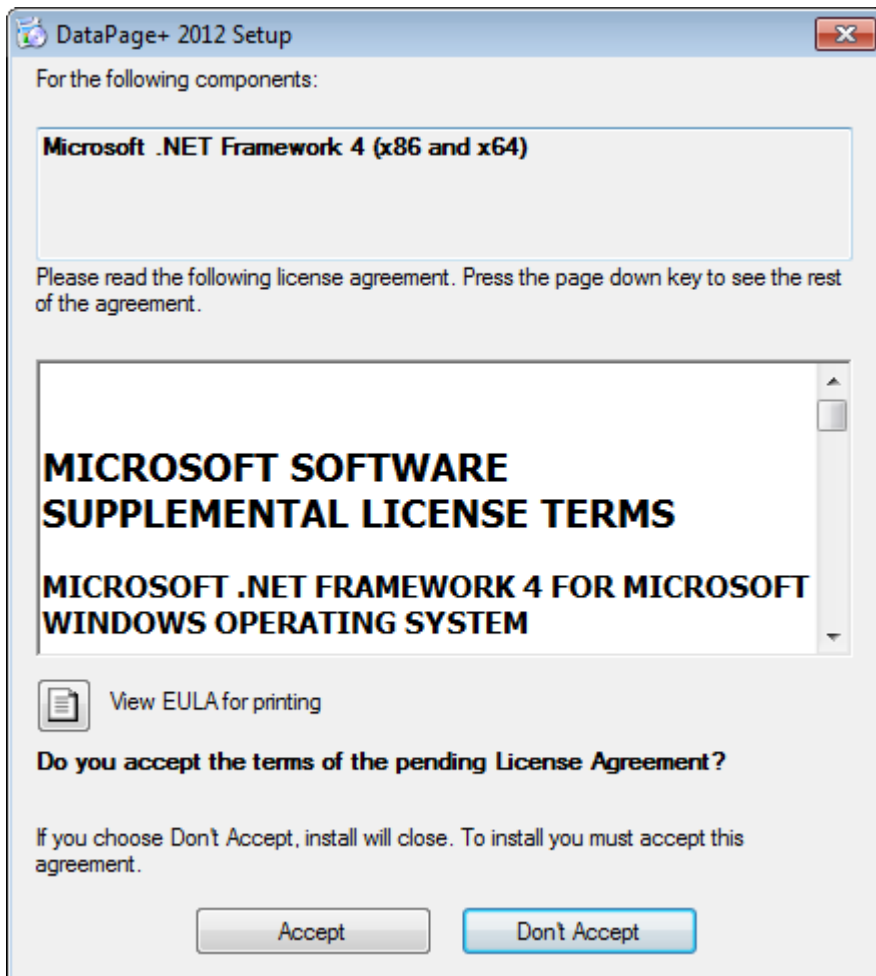 DataPage+ 2012 Setup
For the following components:
Microsoft .NET Framework 4 (x86 and x64)
Please read the following license agreement. Press the page down key to see the rest
of the agreement.
MICROSOFT SOFTWARE
SUPPLEMENTAL LICENSE TERMS
MICROSOFT .NET FRAMEWORK 4 FOR MICROSOFT
WINDOWS OPERATING SYSTEM
View EULA for printing
Do you accept the terms of the pending License Agreement?
If you choose Don't Accept, install will close. To install you must accept this
agreement.
Accept
Don't Accept